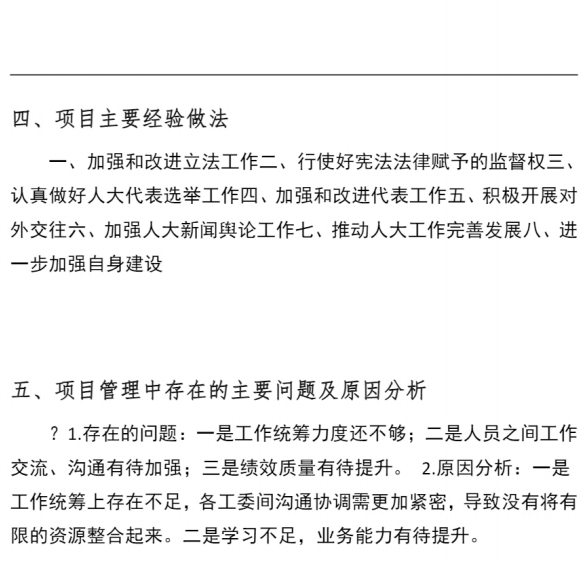 四、项目主要经验做法
一、加强和改进立法工作二、行使好宪法法律赋予的监督权三、
认真做好人大代表选举工作四、加强和改进代表工作五、积极开展对
外交往六、加强人大新闻舆论工作七、推动人大工作完善发展八、进
一步加强自身建设
五、项目管理中存在的主要问题及原因分析
？1.存在的问题：一是工作统筹力度还不够；二是人员之间工作
交流、沟通有待加强；三是绩效质量有待提升。 2.原因分析：一是
工作统筹上存在不足，各工委间沟通协调需更加紧密，导致没有将有
限的资源整合起来。二是学习不足，业务能力有待提升。